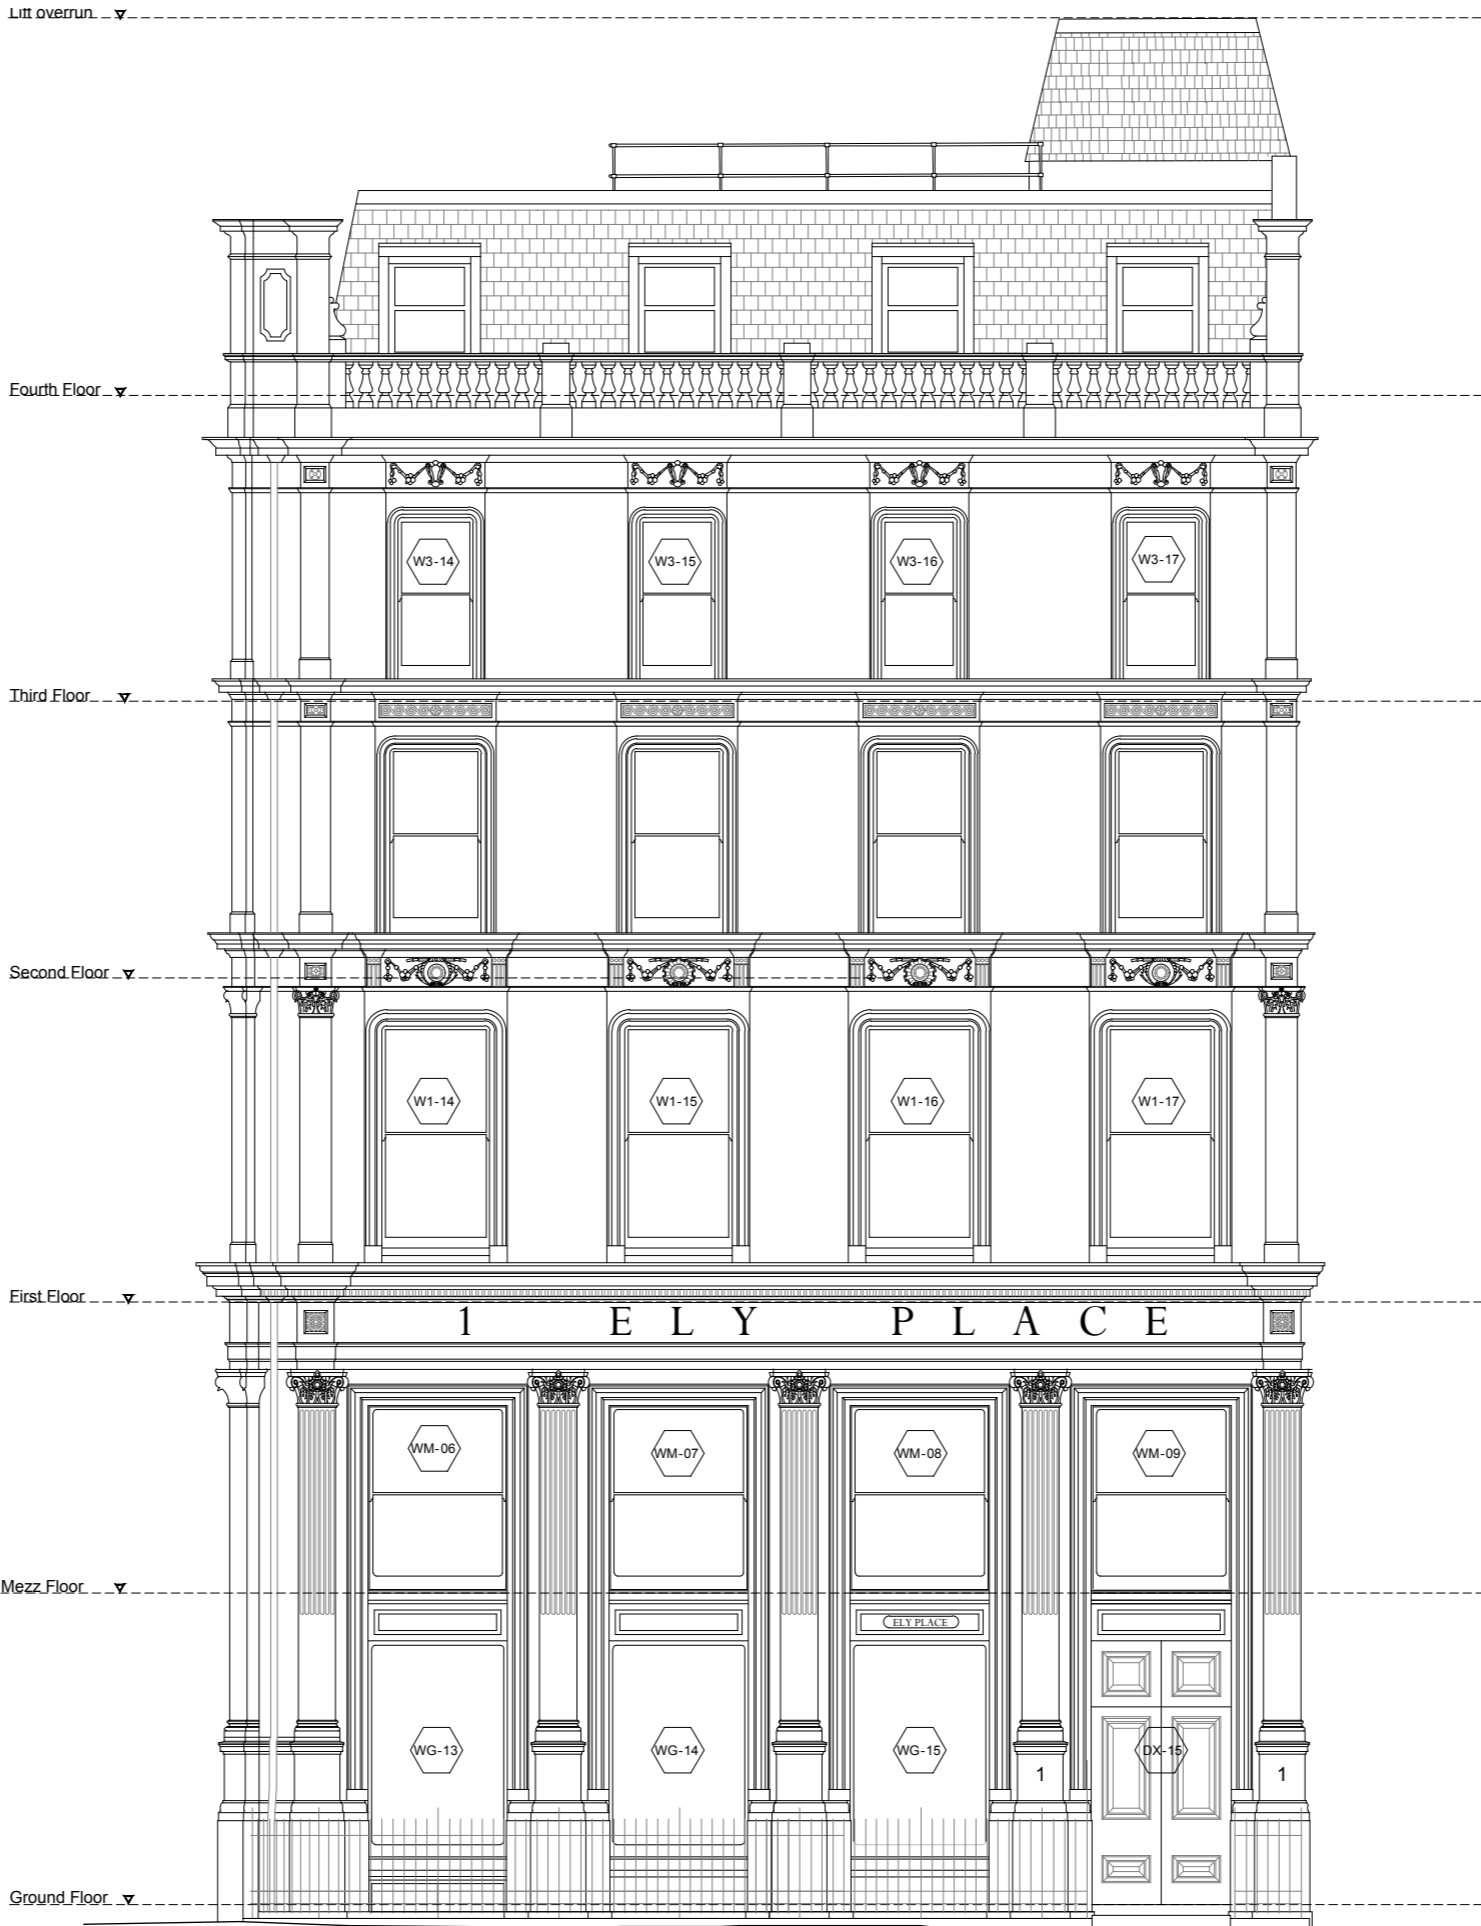 Lift overrun
Fourth Floor
W3-14 W3-15 W3-16 W3-17
Third Floor
Second Floor
W1-14 W1-15 W1-16 W1-17
First Floor
1 ELY PLACE
WM-06 WM-07 WM-08 WM-09
Mezz Floor
ELY PLACE
WG-13 WG-14 WG-15 DX-15
1 1
Ground Floor